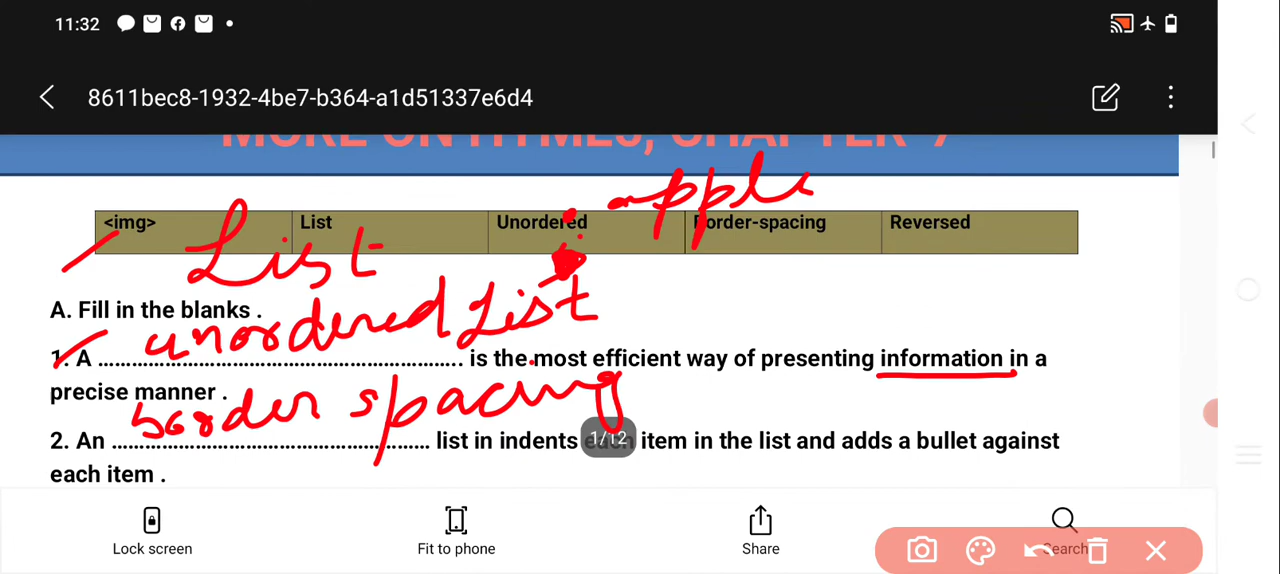 11:32
8611bec8-1932-4be7-b364-a1d51337e6d4
MORE ON HTML5, CHAPTER-7
apple
<img> List Unordered Border-spacing Reversed
List
A. Fill in the blanks .
unordered List
1. A ................................................................ is the most efficient way of presenting information in a
precise manner .
border spacing
2. An ........................................................ list in indents each item in the list and adds a bullet against
1/12
each item .
Lock screen Fit to phone Share Search